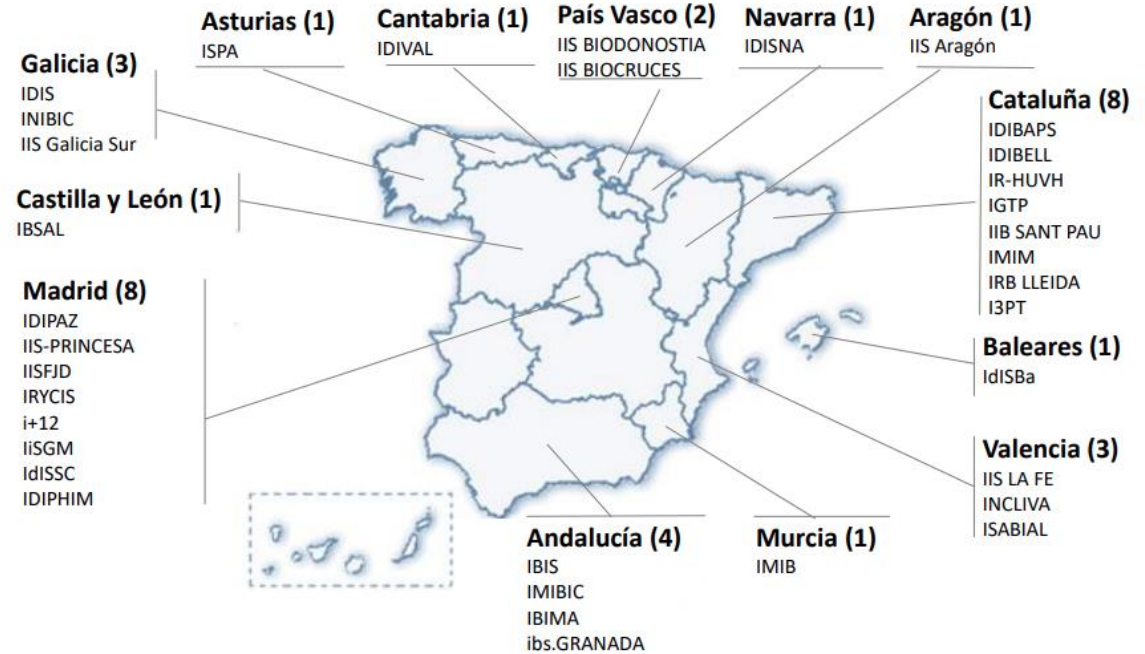 Asturias (1)
ISPA
Cantabria (1)
IDIVAL
País Vasco (2)
IIS BIODONOSTIA
IIS BIOCRUCES
Navarra (1)
IDISNA
Aragón (1)
IIS Aragón
Galicia (3)
IDIS
INIBIC
IIS Galicia Sur
Cataluña (8)
IDIBAPS
IDIBELL
IR-HUVH
IGTP
IIB SANT PAU
IMIM
IRB LLEIDA
I3PT
Castilla y León (1)
IBSAL
Madrid (8)
IDIPAZ
IIS-PRINCESA
IISFJD
IRYCIS
i+12
IiSGM
IdISSC
IDIPHIM
Baleares (1)
IdISBa
Valencia (3)
IIS LA FE
INCLIVA
ISABIAL
Andalucía (4)
IBIS
IMIBIC
IBIMA
ibs.GRANADA
Murcia (1)
IMIB